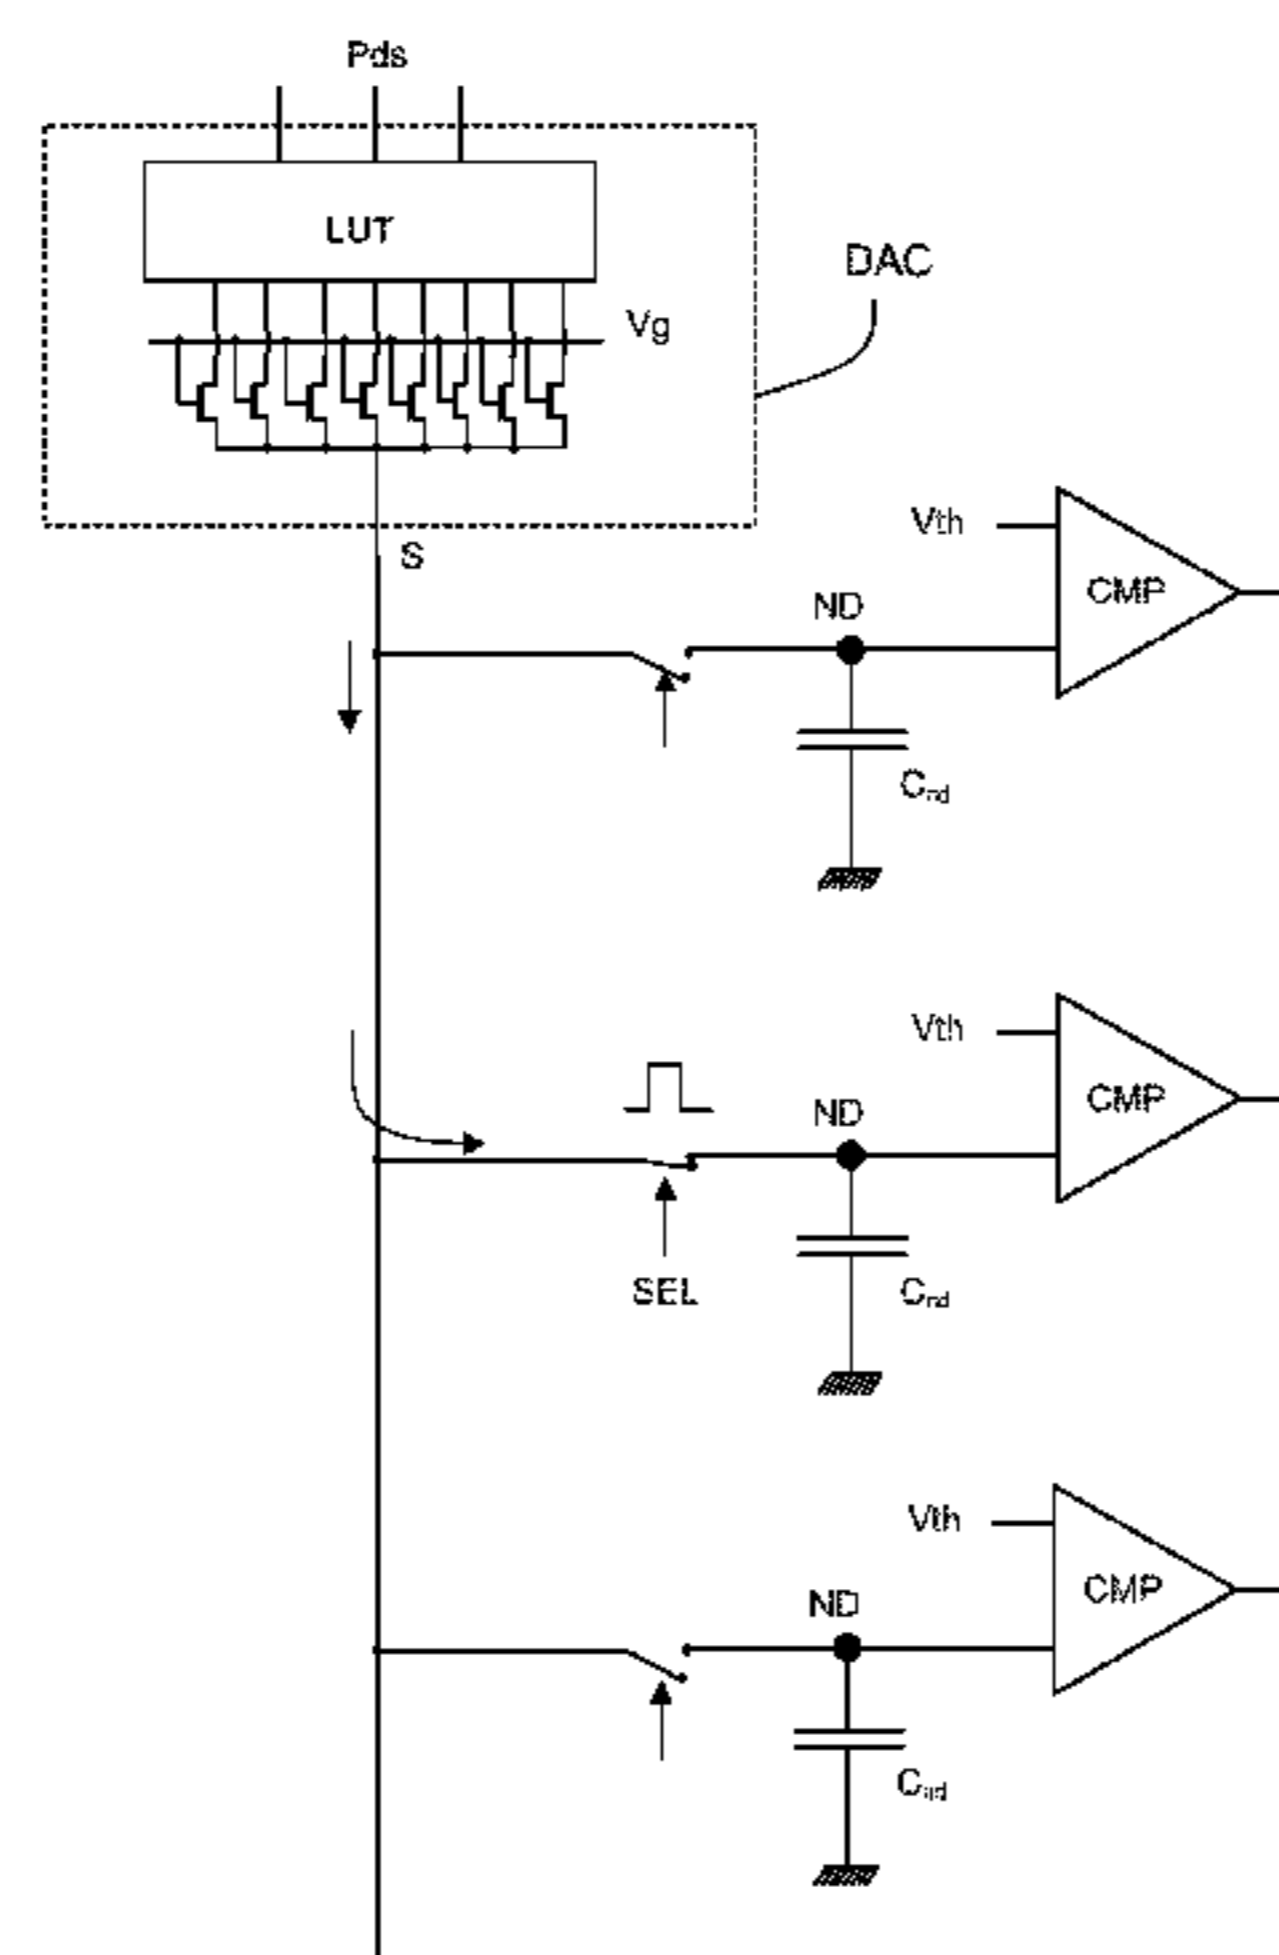 Pds
LUT
DAC
Vg
S
Vth
CMP
ND
Cnd
Vth
CMP
ND
SEL
Cnd
Vth
CMP
ND
Cnd